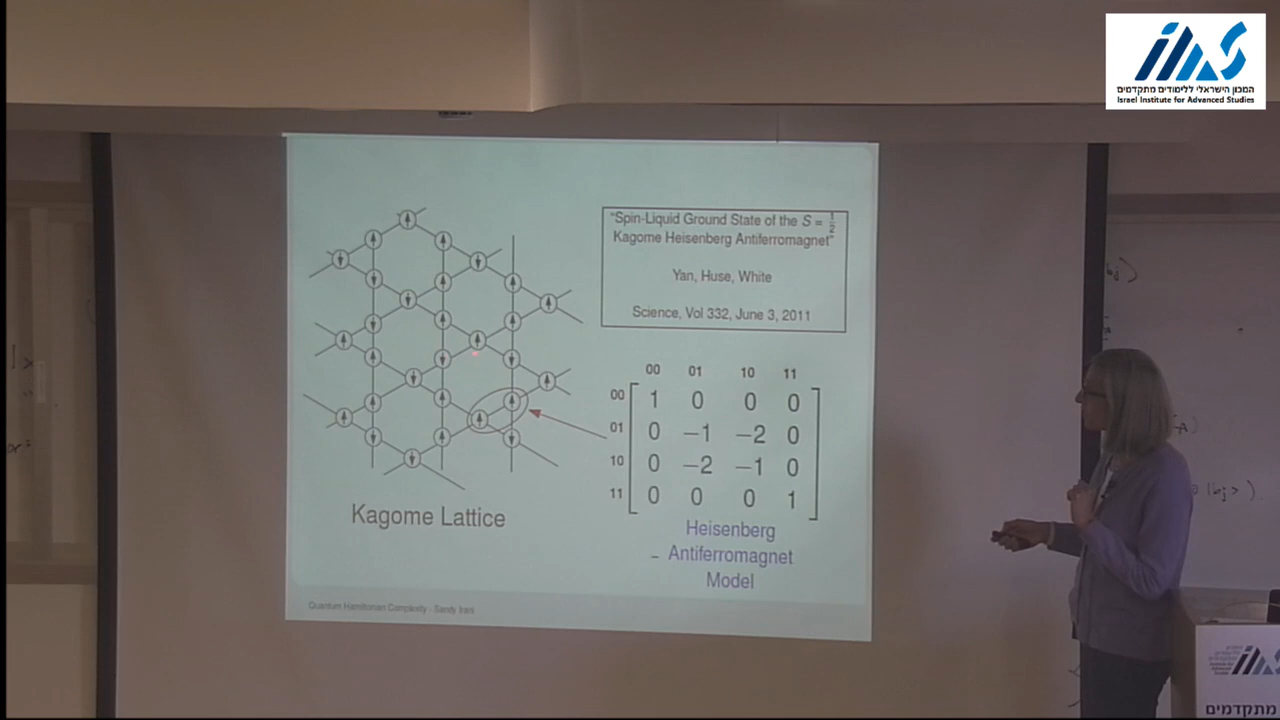 המכון הישראלי ללימודים מתקדמים
Israel Institute for Advanced Studies
"Spin-Liquid Ground State of the S = 1/2
Kagome Heisenberg Antiferromagnet"
Yan, Huse, White
Science, Vol 332, June 3, 2011
00 01 10 11
00 1 0 0 0
01 0 −1 −2 0
10 0 −2 −1 0
11 0 0 0 1
Kagome Lattice
Heisenberg
– Antiferromagnet
Model
Quantum Hamiltonian Complexity - Sandy Irani
מתקדמים